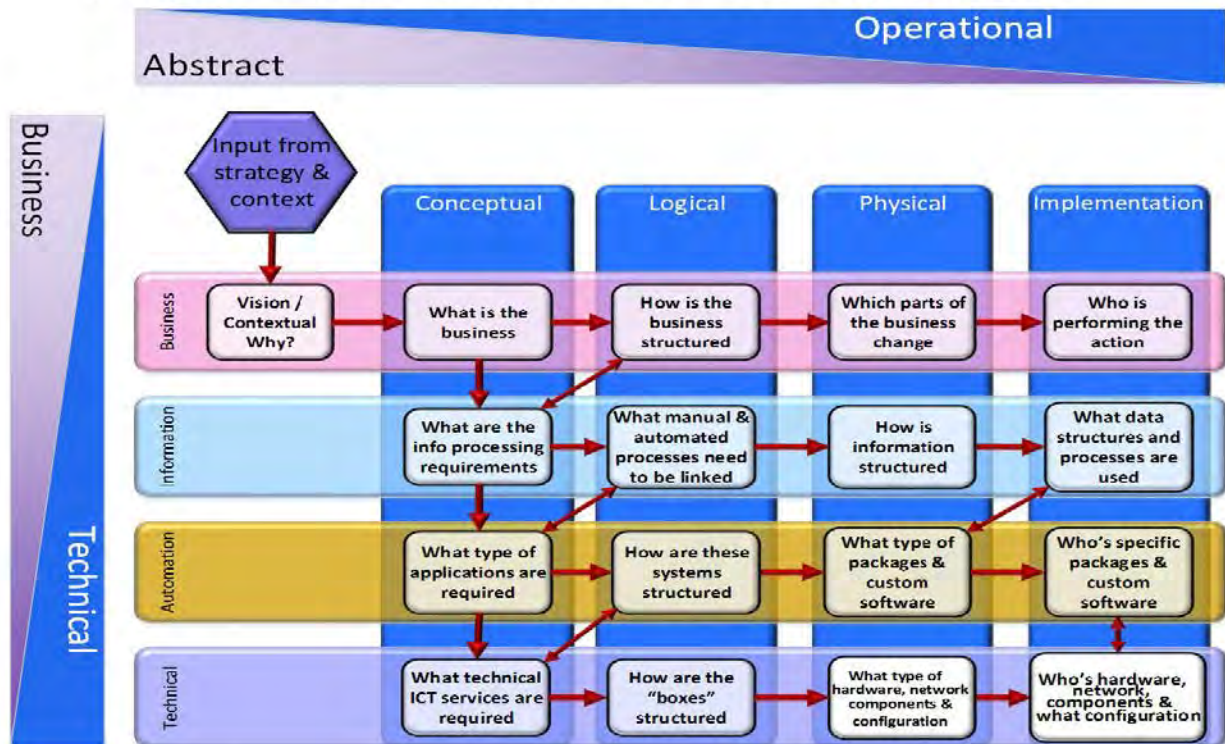 Operational
Abstract
Business
Technical
Input from
strategy &
context
Conceptual
Logical
Physical
Implementation
Business
Vision /
Contextual
Why?
What is the
business
How is the
business
structured
Which parts of
the business
change
Who is
performing the
action
Information
What are the
info processing
requirements
What manual &
automated
processes need
to be linked
How is
information
structured
What data
structures and
processes are
used
Automation
What type of
applications are
required
How are these
systems
structured
What type of
packages &
custom
software
Who's specific
packages &
custom
software
Technical
What technical
ICT services are
required
How are the
“boxes”
structured
What type of
hardware, network
components &
configuration
Who's hardware,
network,
components &
what configuration